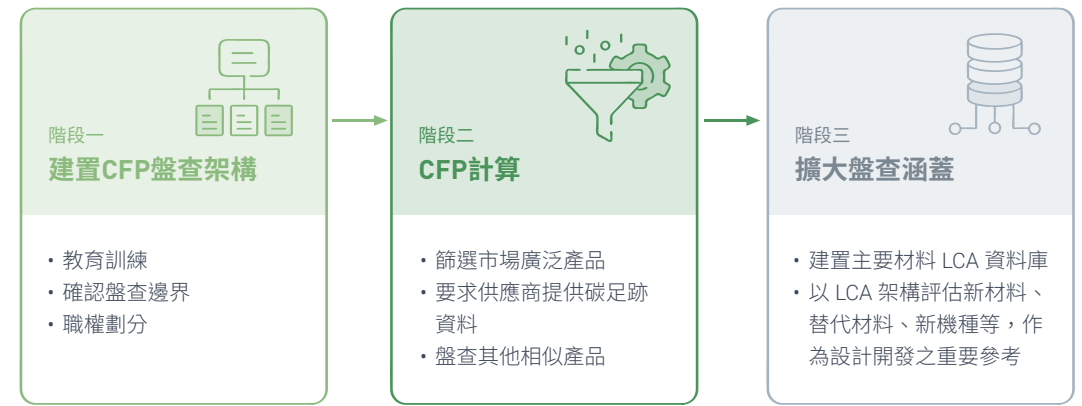 階段一
建置CFP盤查架構
• 教育訓練
• 確認盤查邊界
• 職權劃分
階段二
CFP計算
• 篩選市場廣泛產品
• 要求供應商提供碳足跡
資料
• 盤查其他相似產品
階段三
擴大盤查涵蓋
• 建置主要材料 LCA 資料庫
• 以 LCA 架構評估新材料、
替代材料、新機種等，作
為設計開發之重要參考